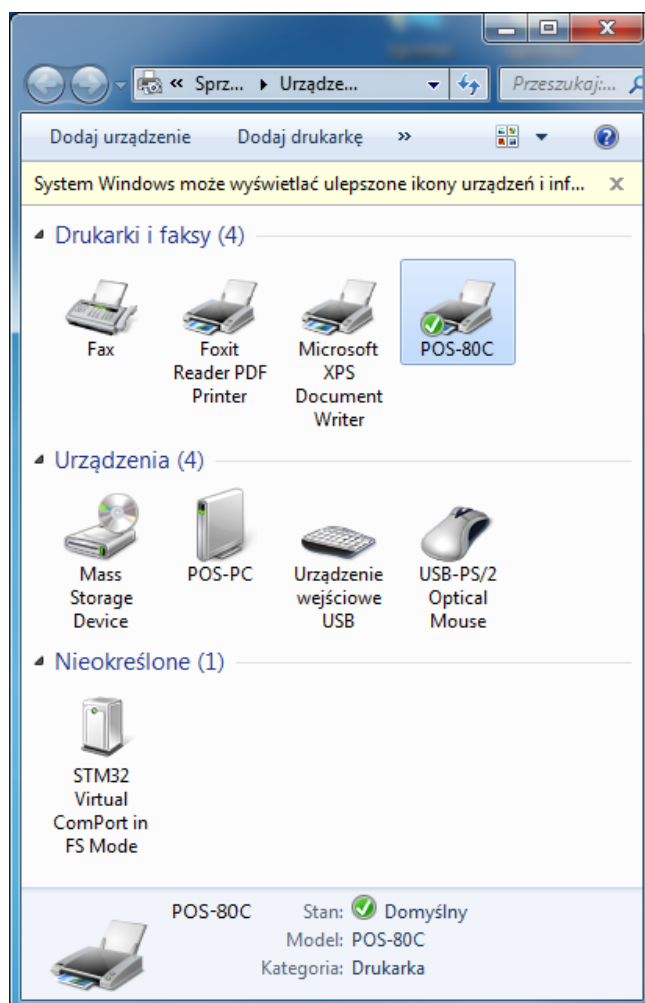 « Sprz... Urządze...
Przeszukaj:...
Dodaj urządzenie Dodaj drukarkę »
System Windows może wyświetlać ulepszone ikony urządzeń i inf...
Drukarki i faksy (4)
Fax
Foxit
Reader PDF
Printer
Microsoft
XPS
Document
Writer
POS-80C
Urządzenia (4)
Mass
Storage
Device
POS-PC
Urządzenie
wejściowe
USB
USB-PS/2
Optical
Mouse
Nieokreślone (1)
STM32
Virtual
ComPort in
FS Mode
POS-80C Stan: Domyślny
Model: POS-80C
Kategoria: Drukarka